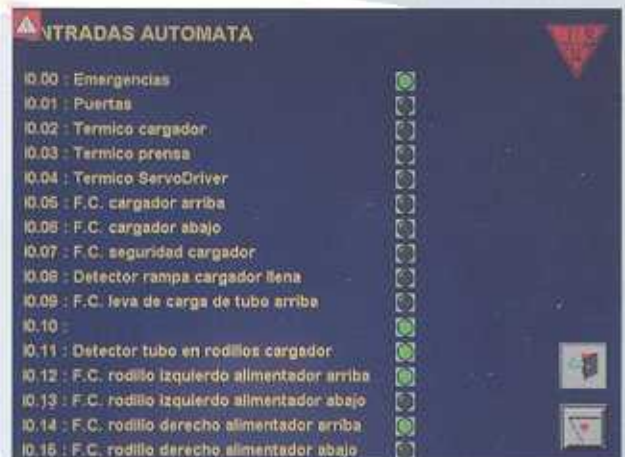 ENTRADAS AUTOMATA
I0.00 : Emergencias
I0.01 : Puertas
I0.02 : Termico cargador
I0.03 : Termico prensa
I0.04 : Termico ServoDriver
I0.05 : F.C. cargador arriba
I0.06 : F.C. cargador abajo
I0.07 : F.C. seguridad cargador
I0.08 : Detector rampa cargador llena
I0.09 : F.C. leva de carga de tubo arriba
I0.10 :
I0.11 : Detector tubo en rodillos cargador
I0.12 : F.C. rodillo izquierdo alimentador arriba
I0.13 : F.C. rodillo izquierdo alimentador abajo
I0.14 : F.C. rodillo derecho alimentador arriba
I0.15 : F.C. rodillo derecho alimentador abajo